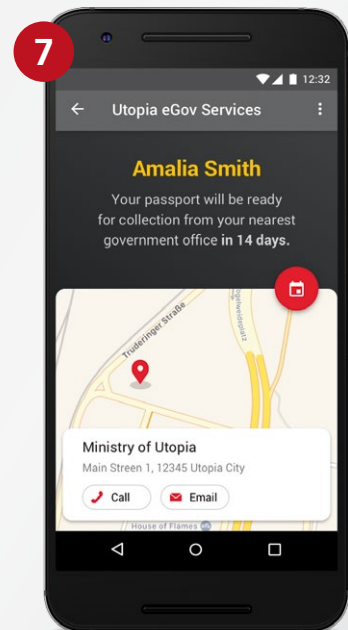 7
12:32
Utopia eGov Services
Amalia Smith
Your passport will be ready
for collection from your nearest
government office in 14 days.
Truderinger Straße
Ministry of Utopia
Main Streen 1, 12345 Utopia City
Call
Email
House of Flames